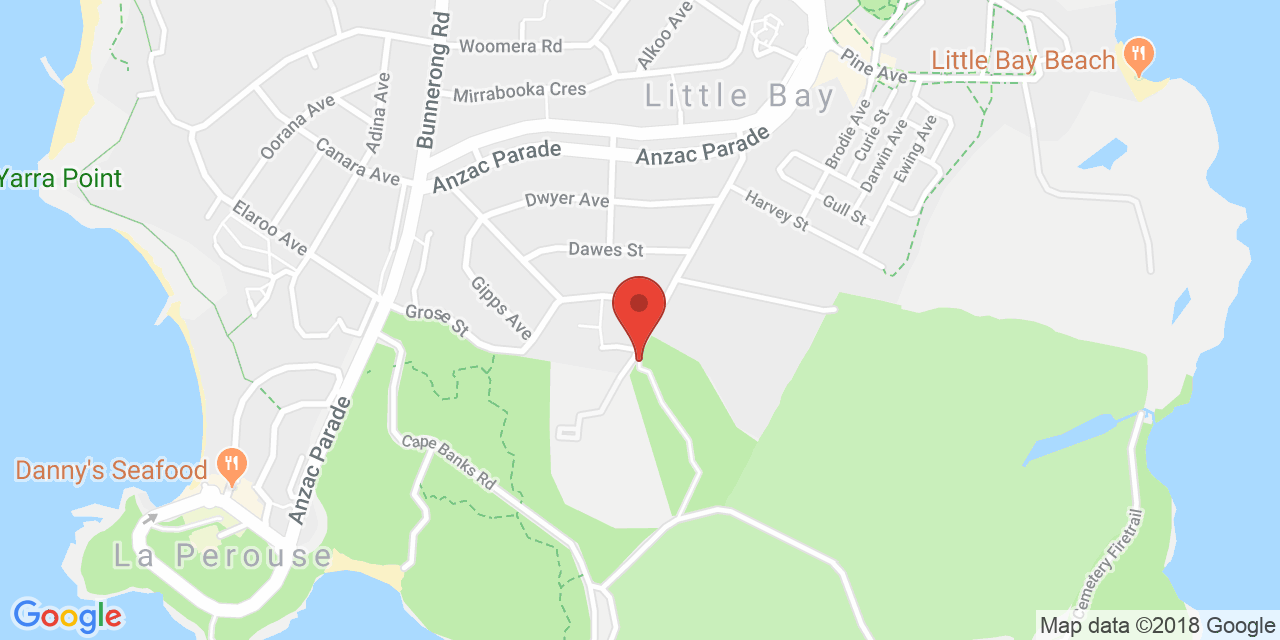 Bunnerong Rd
Woomera Rd
Alkoo Ave
Pine Ave
Little Bay Beach
Mirrabooka Cres
Little Bay
Oorana Ave
Adina Ave
Canara Ave
Anzac Parade
Anzac Parade
Brodie Ave
Curie St
Darwin Ave
Ewing Ave
Yarra Point
Elaroo Ave
Dwyer Ave
Harvey St
Gull St
Dawes St
Gipps Ave
Grose St
Anzac Parade
Cape Banks Rd
Danny's Seafood
La Perouse
Cemetery Firetrail
Google
Map data ©2018 Google